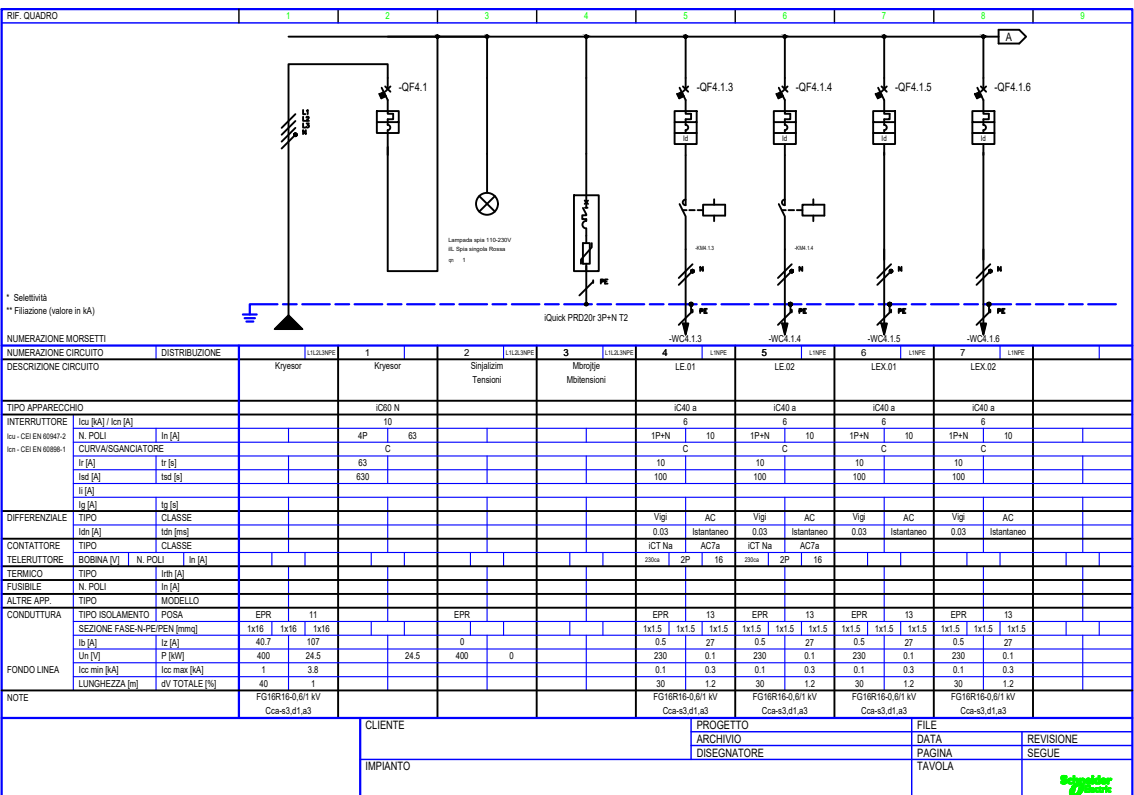 RIF. QUADRO 1 2 3 4 5 6 7 8 9
A
-QF4.1 -QF4.1.3 -QF4.1.4 -QF4.1.5 -QF4.1.6
Id Id Id Id
Lampada spia 110-230V
iIL Spia singola Rossa
qn 1
-KM4.1.3 -KM4.1.4
N N N N
PE PE PE PE PE
* Selettività
** Filiazione (valore in kA)
iQuick PRD20r 3P+N T2
NUMERAZIONE MORSETTI -WC4.1.3 -WC4.1.4 -WC4.1.5 -WC4.1.6
NUMERAZIONE CIRCUITO DISTRIBUZIONE L1L2L3NPE 1 2 L1L2L3NPE 3 L1L2L3NPE 4 L1NPE 5 L1NPE 6 L1NPE 7 L1NPE
DESCRIZIONE CIRCUITO Kryesor Kryesor Sinjalizim Mbrojtje LE.01 LE.02 LEX.01 LEX.02
Tensioni Mbitensioni
TIPO APPARECCHIO iC60 N iC40 a iC40 a iC40 a iC40 a
INTERRUTTORE Icu [kA] / Icn [A] 10 6 6 6 6
Icu - CEI EN 60947-2 N. POLI In [A] 4P 63 1P+N 10 1P+N 10 1P+N 10 1P+N 10
Icn - CEI EN 60898-1 CURVA/SGANCIATORE C C C C C
Ir [A] tr [s] 63 10 10 10 10
Isd [A] tsd [s] 630 100 100 100 100
Ii [A]
Ig [A] tg [s]
DIFFERENZIALE TIPO CLASSE Vigi AC Vigi AC Vigi AC Vigi AC
Idn [A] tdn [ms] 0.03 Istantaneo 0.03 Istantaneo 0.03 Istantaneo 0.03 Istantaneo
CONTATTORE TIPO CLASSE iCT Na AC7a iCT Na AC7a
TELERUTTORE BOBINA [V] N. POLI In [A] 230ca 2P 16 230ca 2P 16
TERMICO TIPO Irth [A]
FUSIBILE N. POLI In [A]
ALTRE APP. TIPO MODELLO
CONDUTTURA TIPO ISOLAMENTO POSA EPR 11 EPR EPR 13 EPR 13 EPR 13 EPR 13
SEZIONE FASE-N-PE/PEN [mmq] 1x16 1x16 1x16 1x1.5 1x1.5 1x1.5 1x1.5 1x1.5 1x1.5 1x1.5 1x1.5 1x1.5 1x1.5 1x1.5 1x1.5
Ib [A] Iz [A] 40.7 107 0 0.5 27 0.5 27 0.5 27 0.5 27
Un [V] P [kW] 400 24.5 24.5 400 0 230 0.1 230 0.1 230 0.1 230 0.1
FONDO LINEA Icc min [kA] Icc max [kA] 1 3.8 0.1 0.3 0.1 0.3 0.1 0.3 0.1 0.3
LUNGHEZZA [m] dV TOTALE [%] 40 1 30 1.2 30 1.2 30 1.2 30 1.2
NOTE FG16R16-0,6/1 kV FG16R16-0,6/1 kV FG16R16-0,6/1 kV FG16R16-0,6/1 kV FG16R16-0,6/1 kV
Cca-s3,d1,a3 Cca-s3,d1,a3 Cca-s3,d1,a3 Cca-s3,d1,a3 Cca-s3,d1,a3
CLIENTE PROGETTO FILE
ARCHIVIO DATA REVISIONE
DISEGNATORE PAGINA SEGUE
IMPIANTO TAVOLA
Schneider
Electric